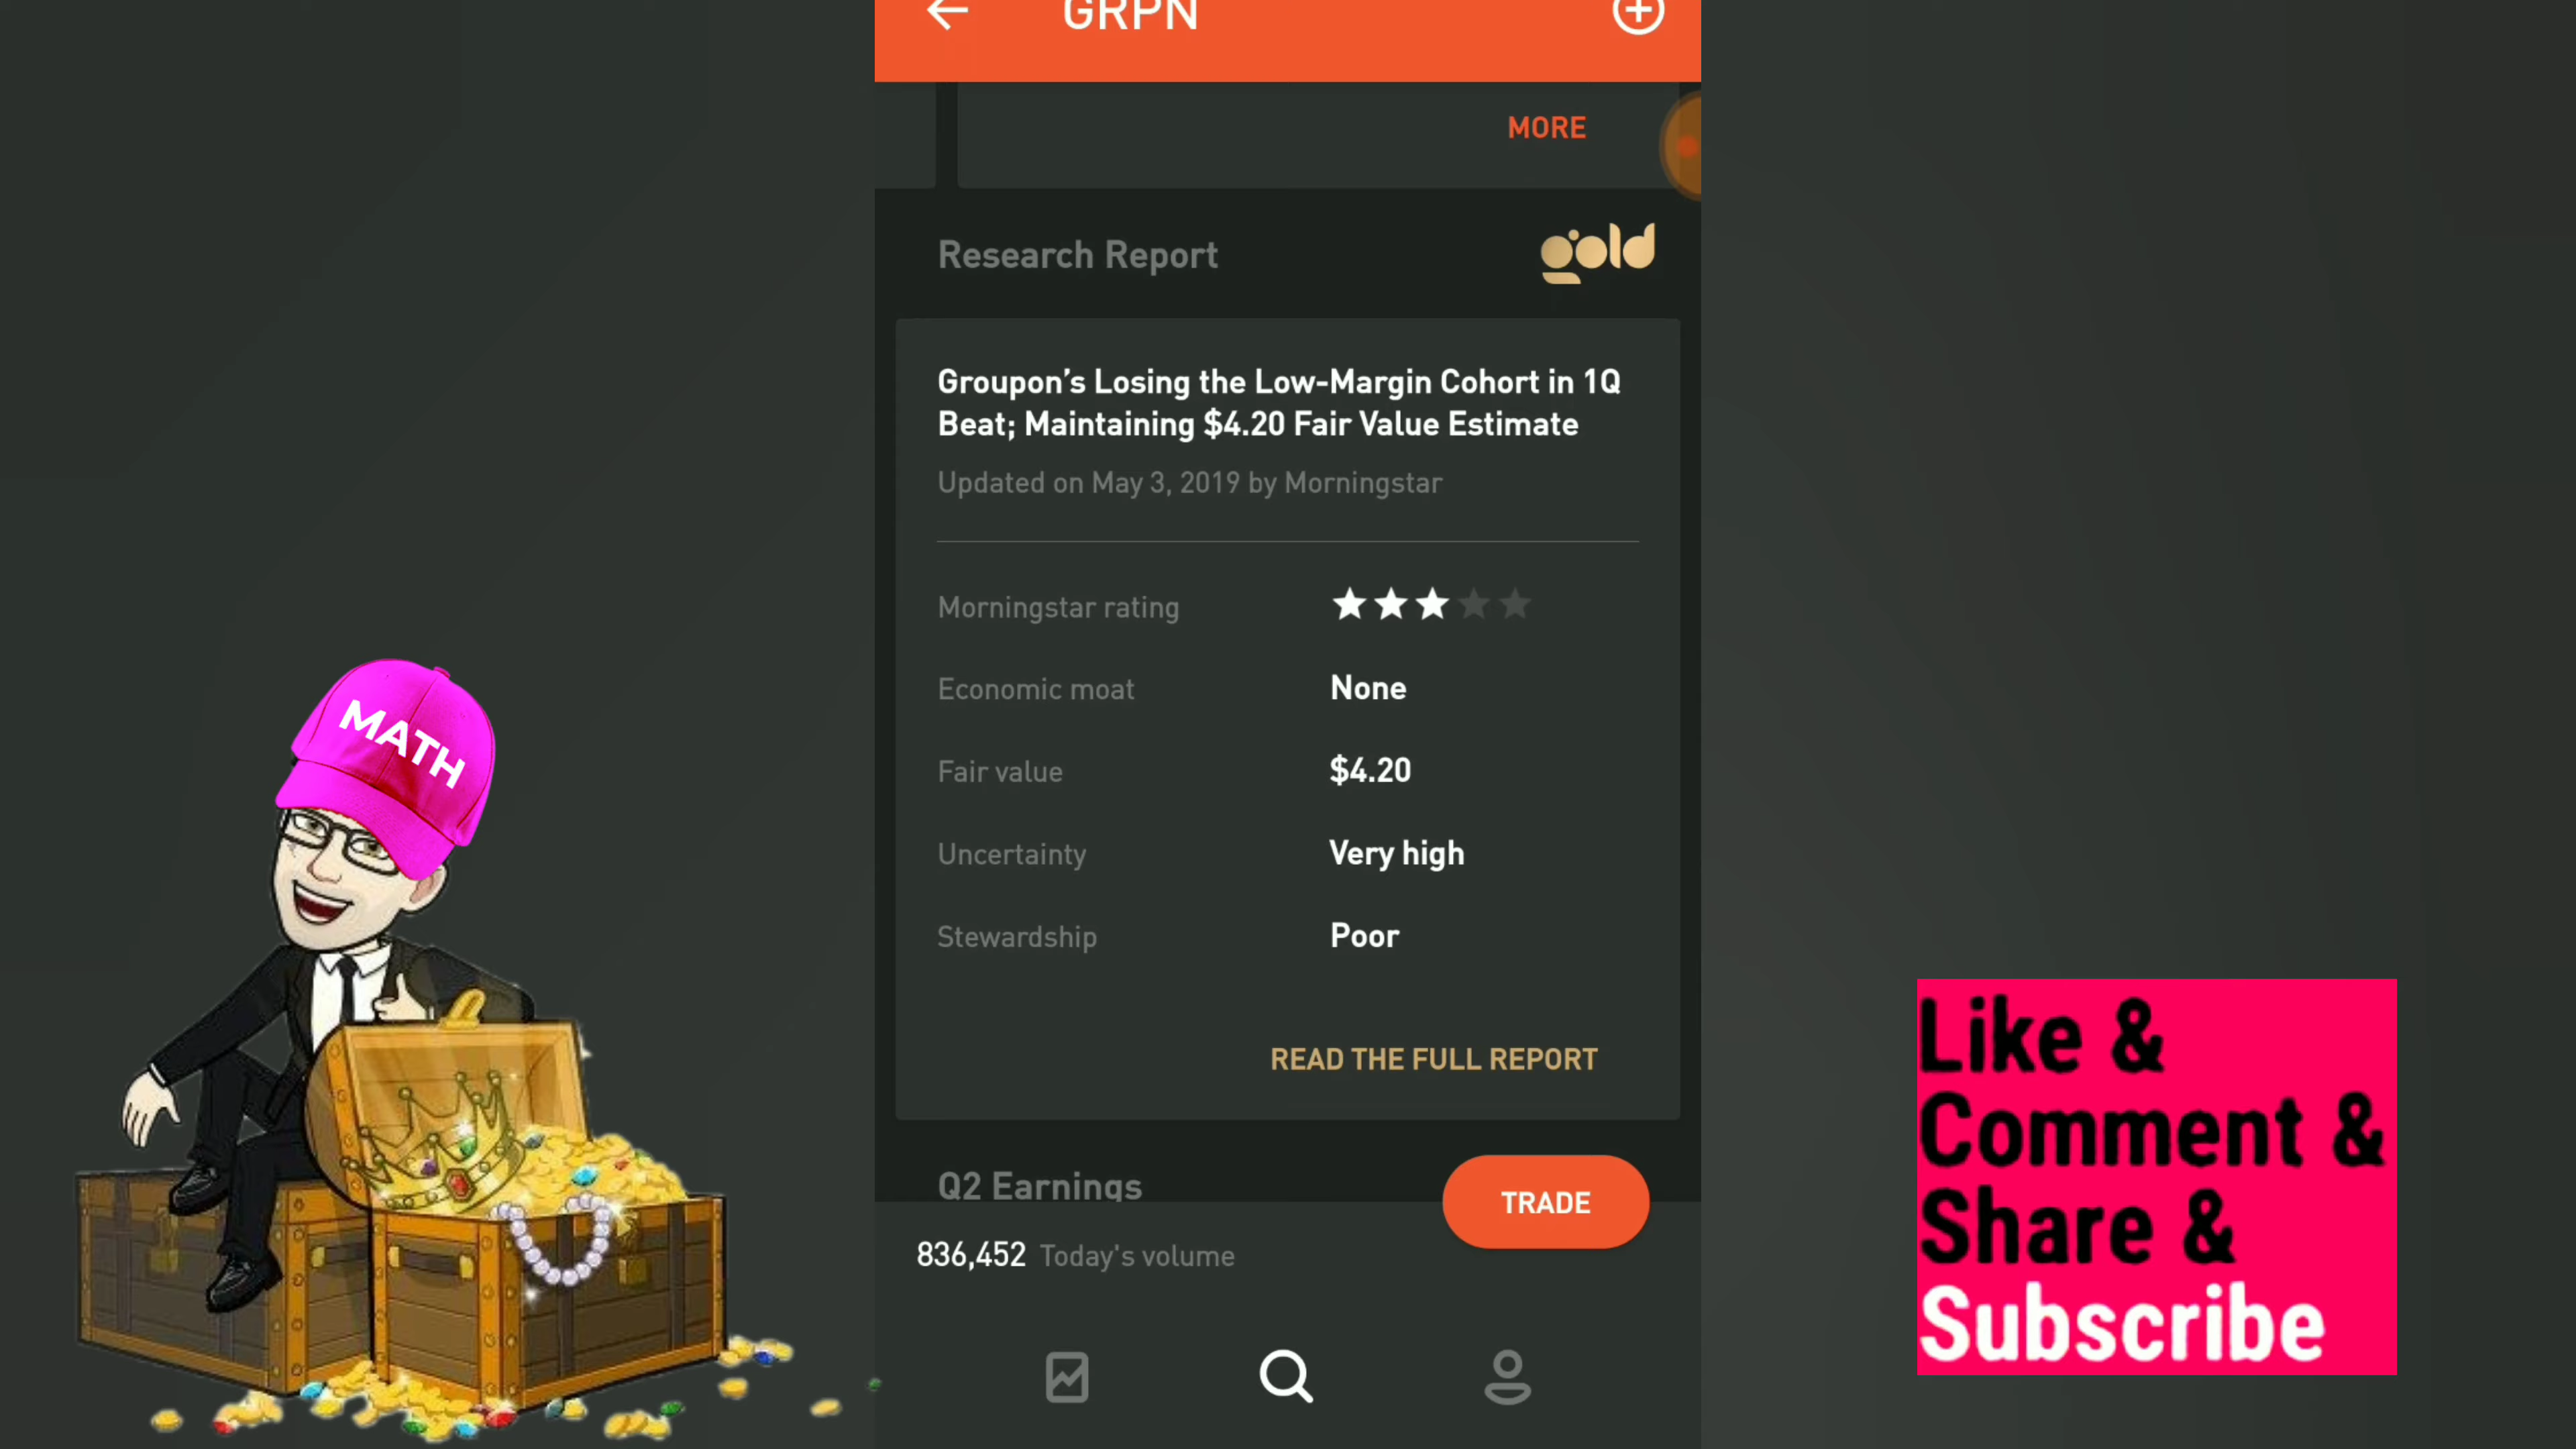 GRPN
MORE
Research Report
gold
Groupon’s Losing the Low-Margin Cohort in 1Q
Beat; Maintaining $4.20 Fair Value Estimate
Updated on May 3, 2019 by Morningstar
Morningstar rating
Economic moat None
Fair value $4.20
Uncertainty Very high
Stewardship Poor
READ THE FULL REPORT
Q2 Earnings
TRADE
836,452 Today's volume
MATH
Like &
Comment &
Share &
Subscribe